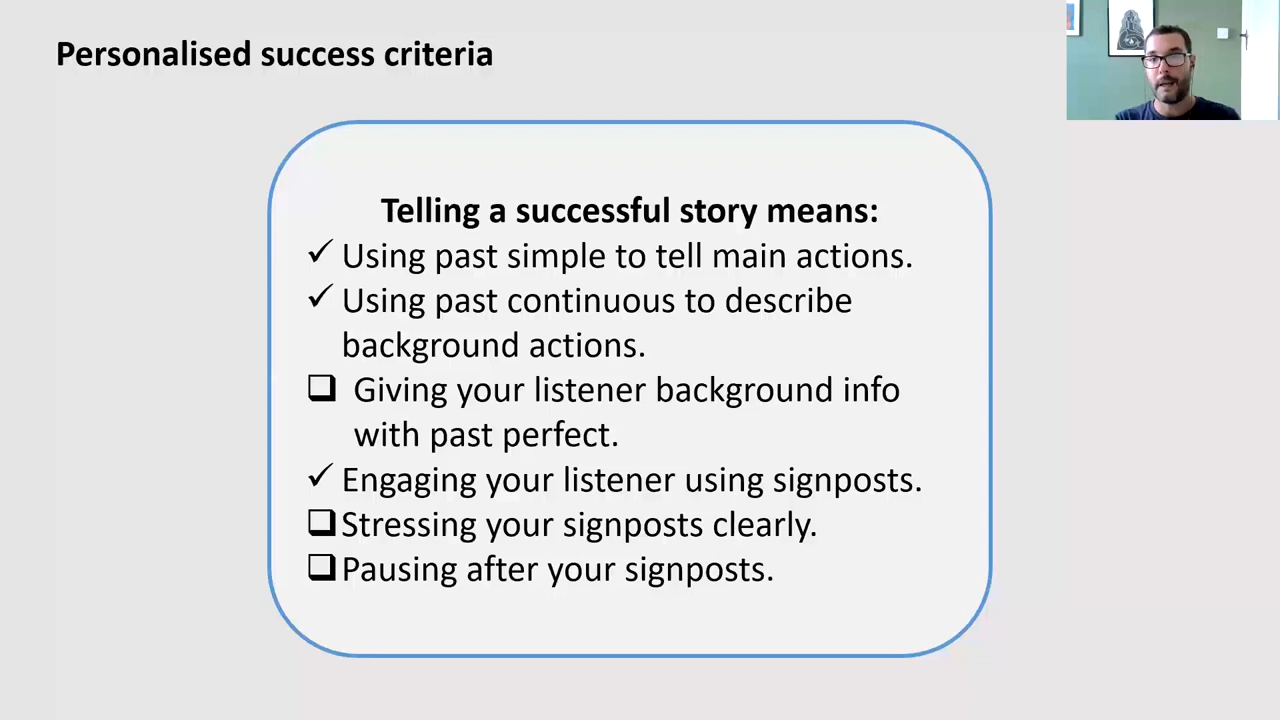 Personalised success criteria
Telling a successful story means:
✓ Using past simple to tell main actions.
✓ Using past continuous to describe
background actions.
❑ Giving your listener background info
with past perfect.
✓ Engaging your listener using signposts.
❑ Stressing your signposts clearly.
❑ Pausing after your signposts.